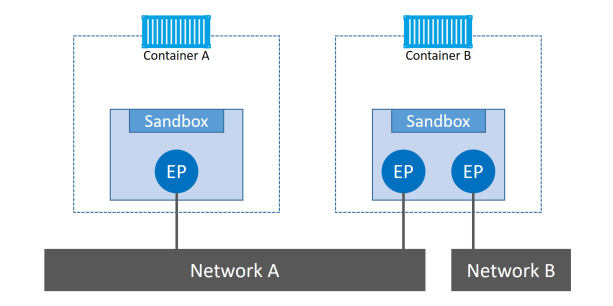 Container A
Container B
Sandbox
Sandbox
EP
EP
EP
Network A
Network B